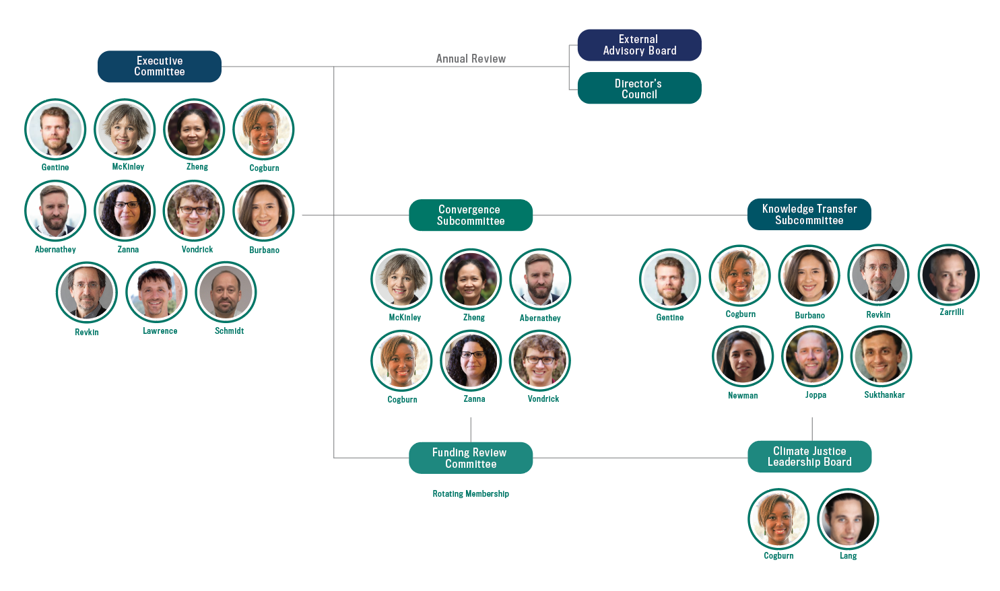 External
Advisory Board
Annual Review
Executive
Committee
Director's
Council
Gentine
McKinley
Zheng
Cogburn
Abernathey
Zanna
Vondrick
Burbano
Revkin
Lawrence
Schmidt
Convergence
Subcommittee
McKinley
Zheng
Abernathey
Cogburn
Zanna
Vondrick
Knowledge Transfer
Subcommittee
Gentine
Cogburn
Burbano
Revkin
Zarrilli
Newman
Joppa
Sukthankar
Funding Review
Committee
Rotating Membership
Climate Justice
Leadership Board
Cogburn
Lang